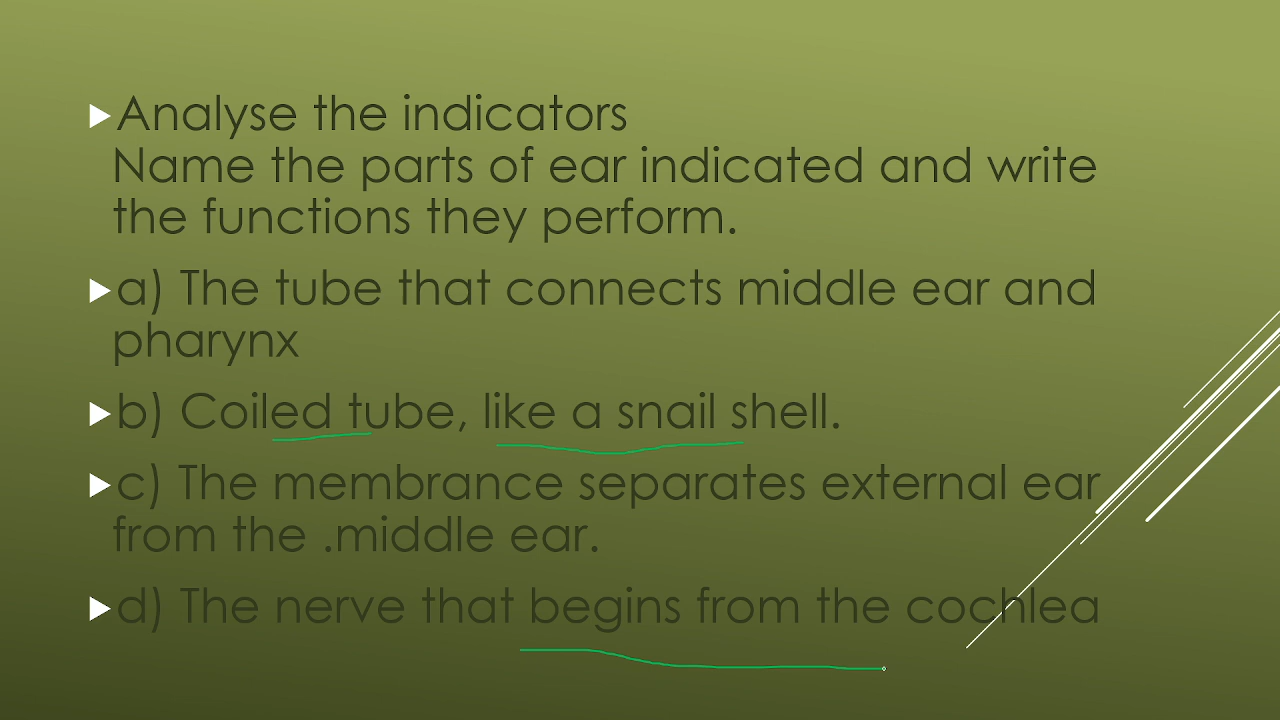 Analyse the indicators
Name the parts of ear indicated and write
the functions they perform.
a) The tube that connects middle ear and
pharynx
b) Coiled tube, like a snail shell.
c) The membrance separates external ear
from the .middle ear.
d) The nerve that begins from the cochlea